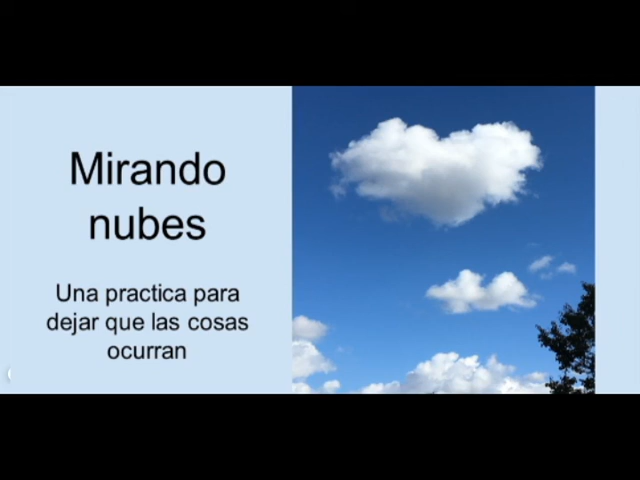 Mirando
nubes
Una practica para
dejar que las cosas
ocurran